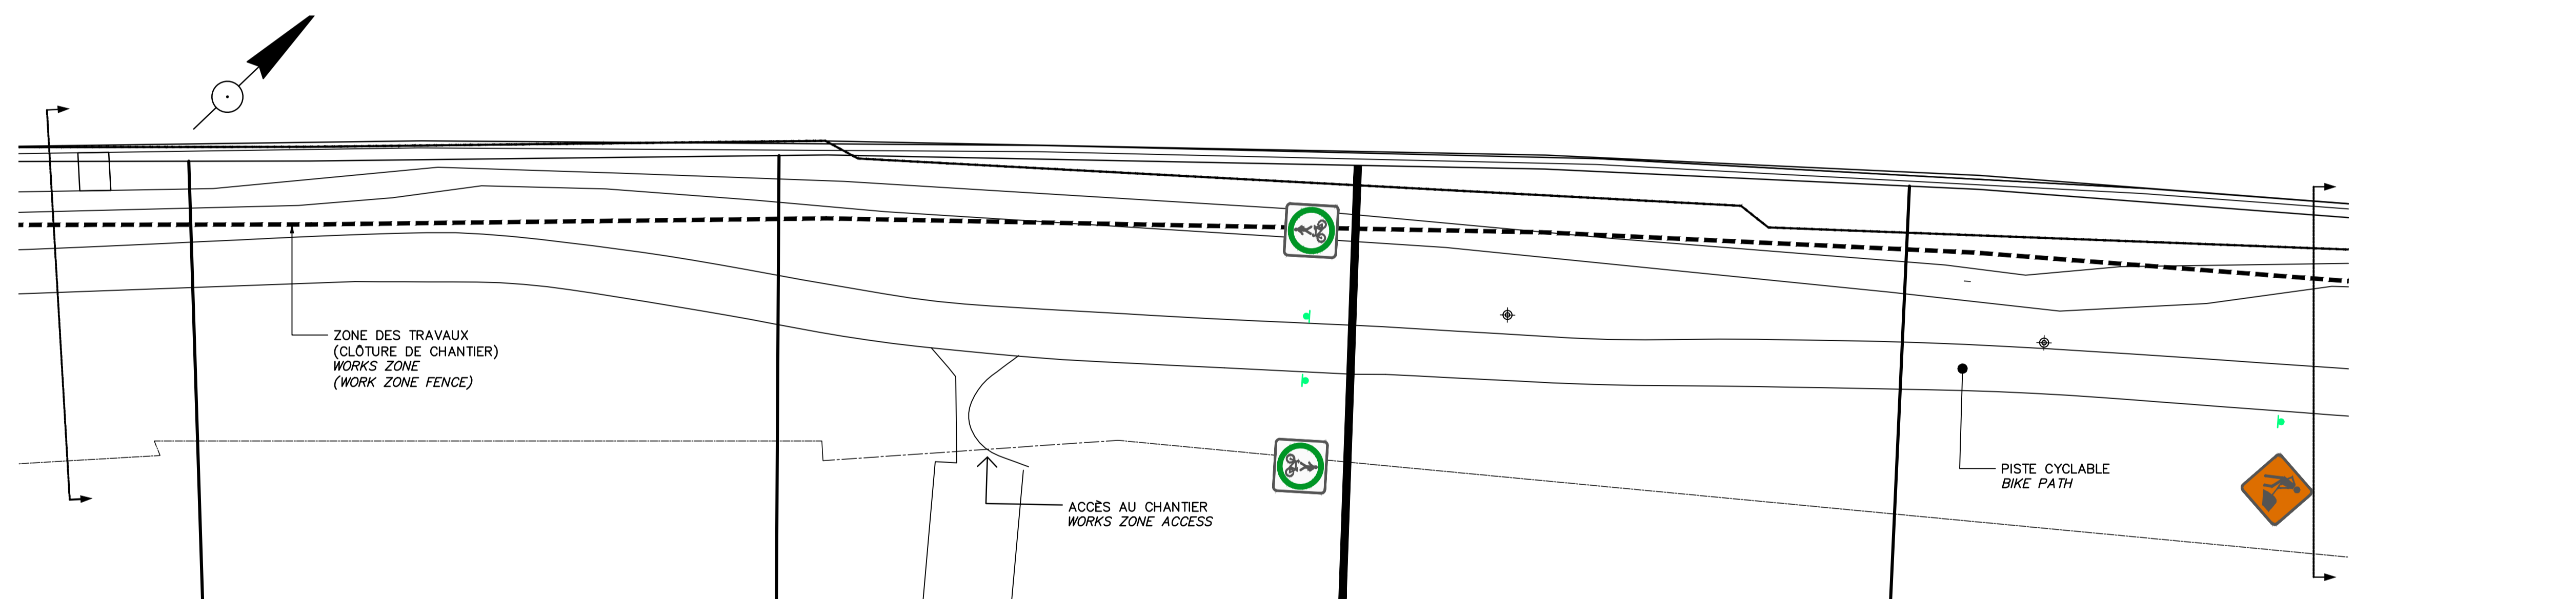 ZONE DES TRAVAUX
(CLÔTURE DE CHANTIER)
WORKS ZONE
(WORK ZONE FENCE)
ACCÈS AU CHANTIER
WORKS ZONE ACCESS
PISTE CYCLABLE
BIKE PATH